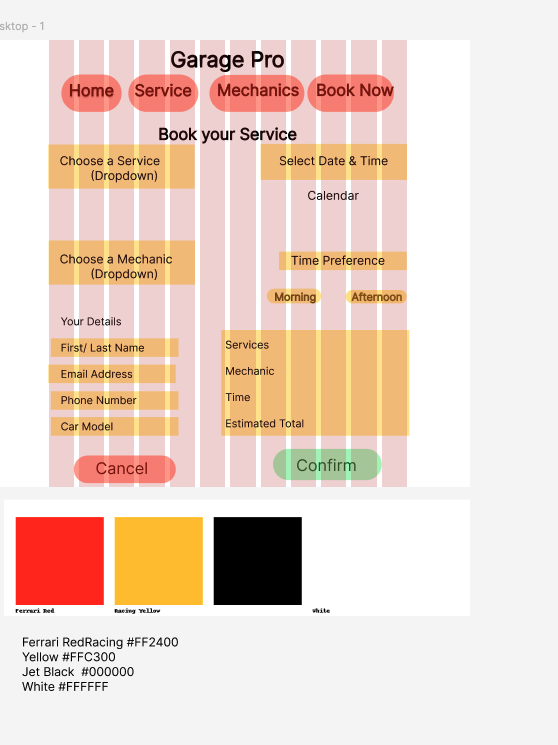 sktop - 1
Garage Pro
Home Service Mechanics Book Now
Book your Service
Choose a Service
(Dropdown)
Select Date & Time
Calendar
Choose a Mechanic
(Dropdown)
Time Preference
Morning Afternoon
Your Details
First/ Last Name
Email Address
Phone Number
Car Model
Services
Mechanic
Time
Estimated Total
Cancel
Confirm
Ferrari Red Racing Yellow White
Ferrari RedRacing #FF2400
Yellow #FFC300
Jet Black #000000
White #FFFFFF